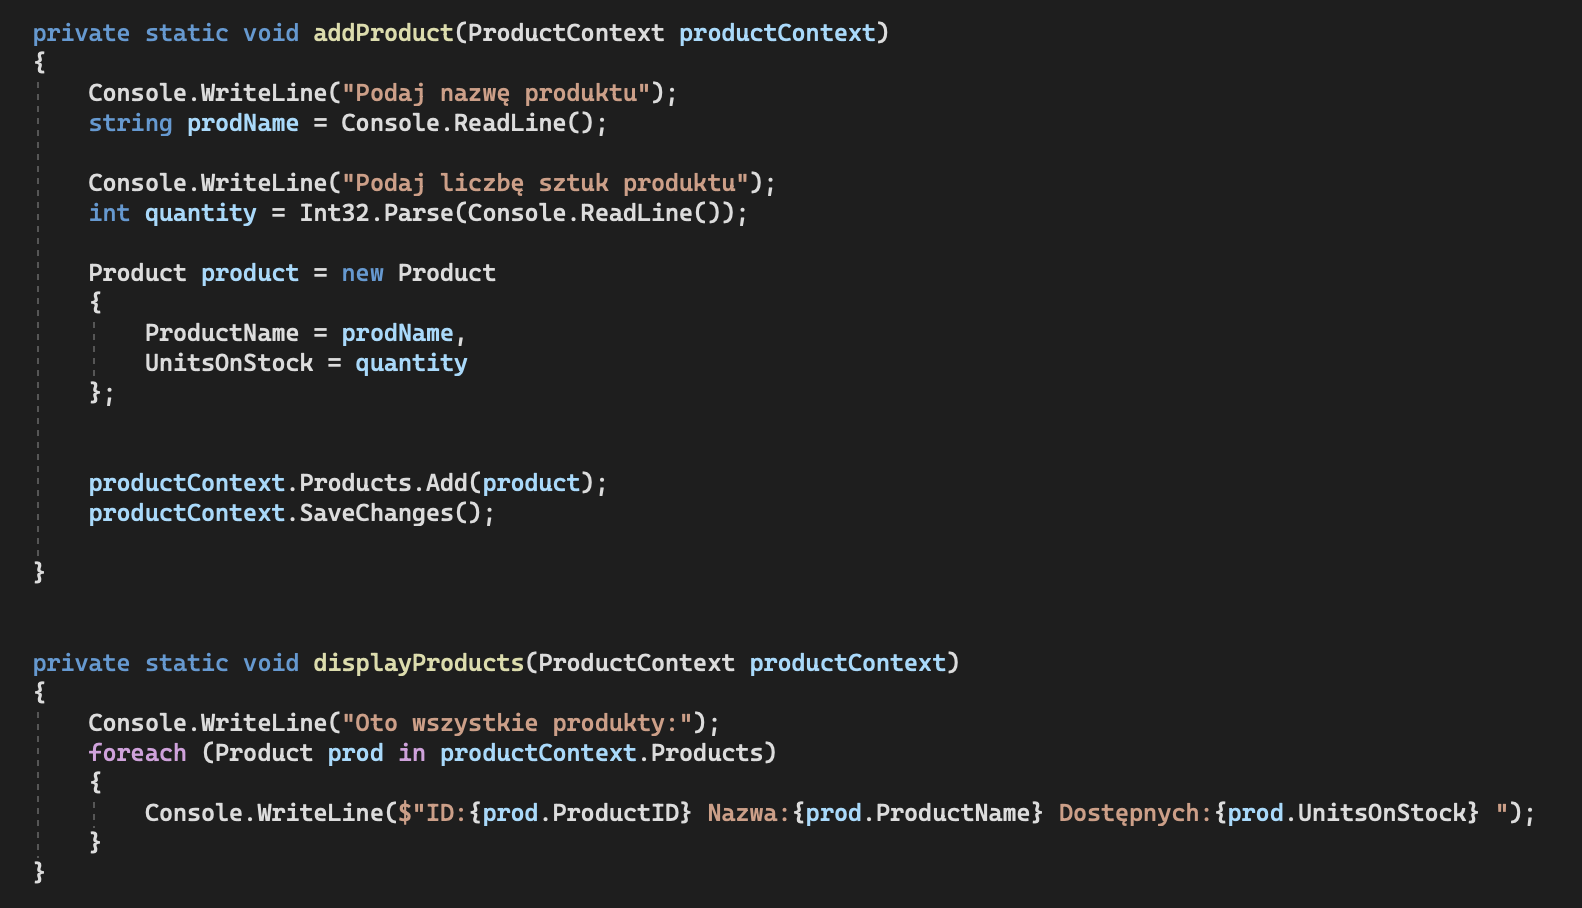 private static void addProduct(ProductContext productContext)
{
    Console.WriteLine("Podaj nazwę produktu");
    string prodName = Console.ReadLine();
    Console.WriteLine("Podaj liczbę sztuk produktu");
    int quantity = Int32.Parse(Console.ReadLine());
    Product product = new Product
    {
        ProductName = prodName,
        UnitsOnStock = quantity
    };
    productContext.Products.Add(product);
    productContext.SaveChanges();
}
private static void displayProducts(ProductContext productContext)
{
    Console.WriteLine("Oto wszystkie produkty:");
    foreach (Product prod in productContext.Products)
    {
        Console.WriteLine($"ID:{prod.ProductID} Nazwa:{prod.ProductName} Dostępnych:{prod.UnitsOnStock} ");
    }
}